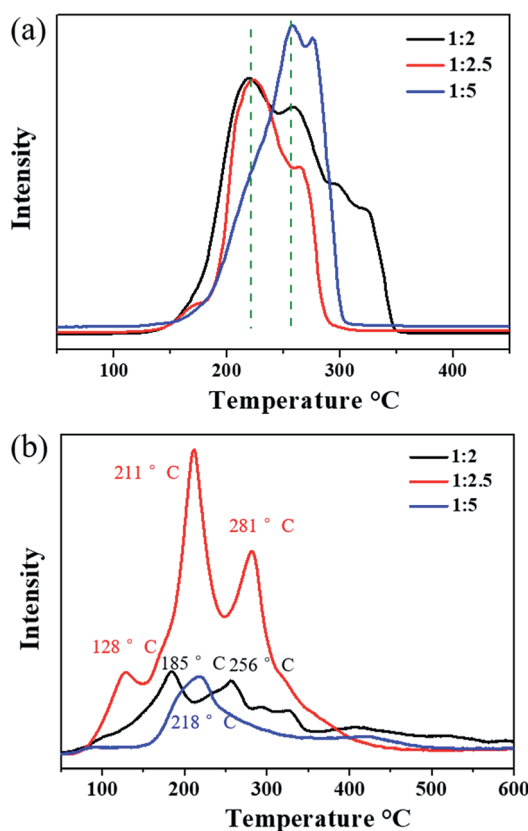 (a)
1:2
1:2.5
1:5
Intensity
100 200 300 400
Temperature °C
(b)
211 ° C
1:2
1:2.5
1:5
281 ° C
128 ° C
185 ° C 256 ° C
218 ° C
Intensity
100 200 300 400 500 600
Temperature °C